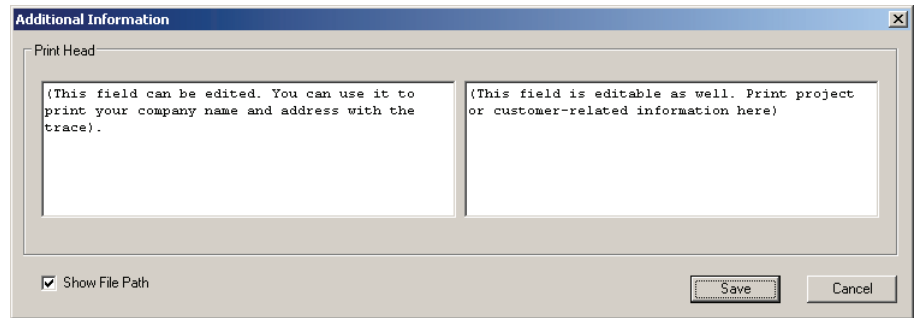 Additional Information
Print Head
(This field can be edited. You can use it to
print your company name and address with the
trace).
(This field is editable as well. Print project
or customer-related information here)
Show File Path
Save
Cancel